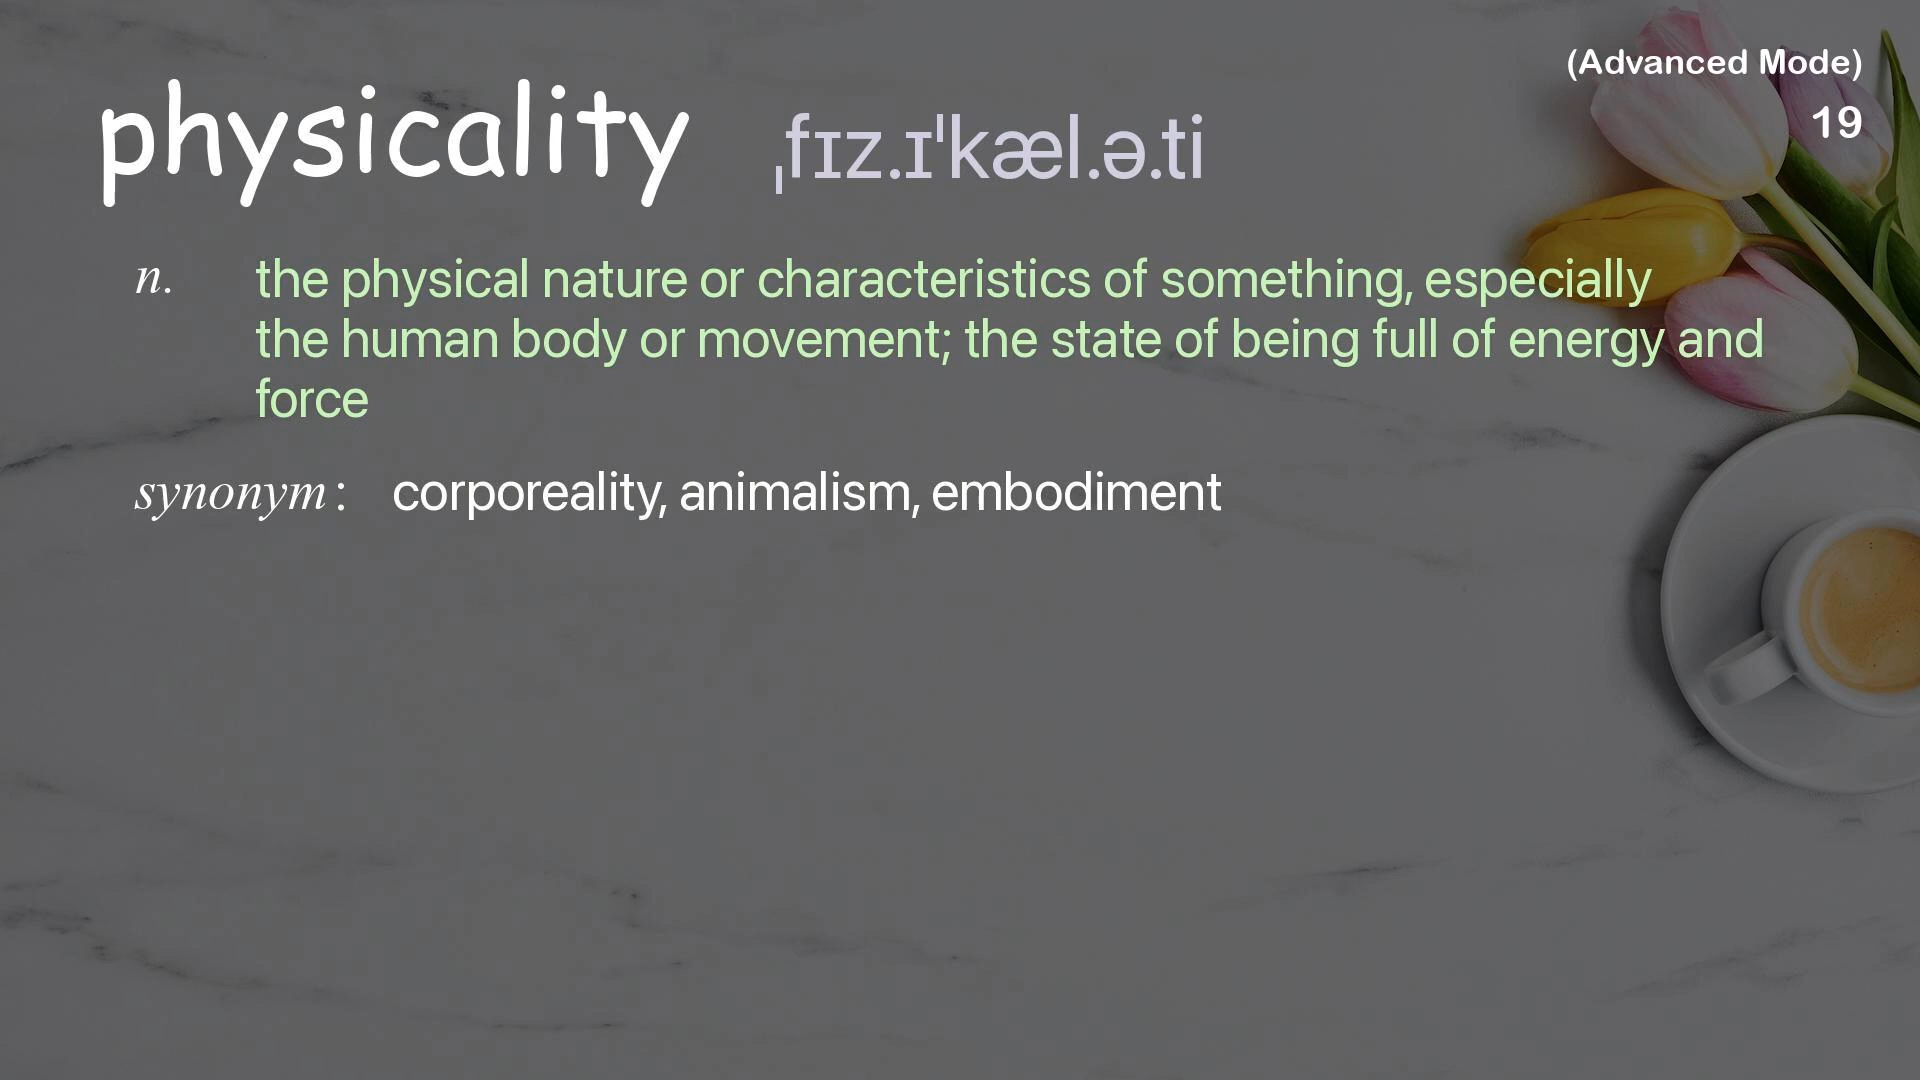 (Advanced Mode)
physicality ˌfɪz.ɪˈkæl.ə.ti
19
n. the physical nature or characteristics of something, especially
the human body or movement; the state of being full of energy and
force
synonym: corporeality, animalism, embodiment